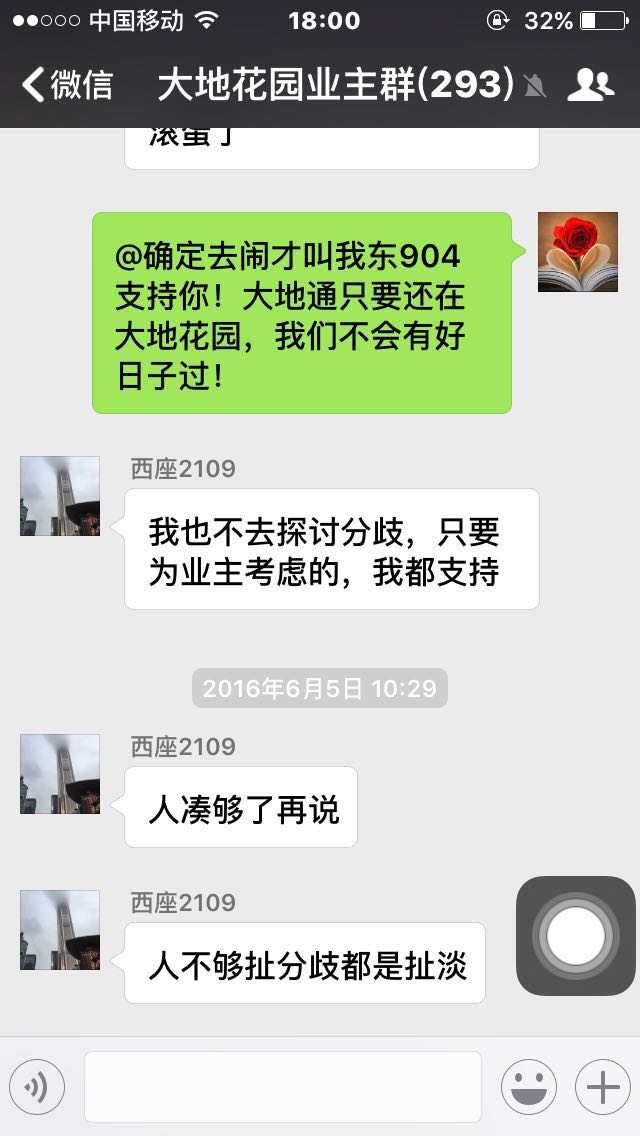 中国移动 18:00 32%
微信 大地花园业主群(293)
滚蛋了
@确定去闹才叫我东904
支持你！大地通只要还在
大地花园，我们不会有好
日子过！
西座2109
我也不去探讨分歧，只要
为业主考虑的，我都支持
2016年6月5日 10:29
西座2109
人凑够了再说
西座2109
人不够扯分歧都是扯淡